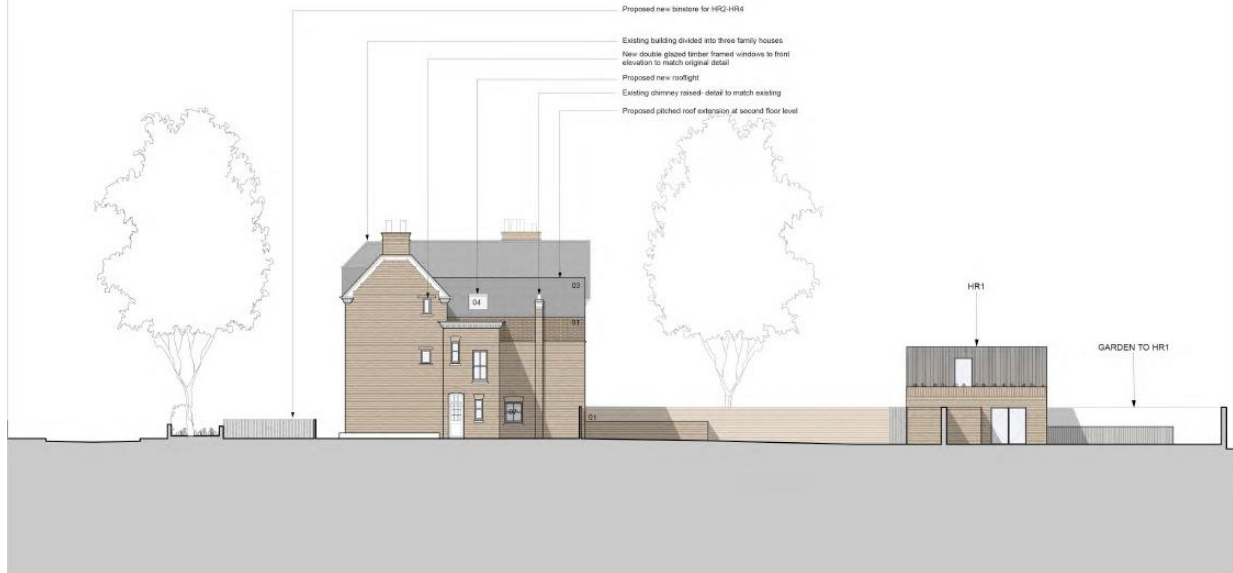 Proposed new binstore for HR2-HR4
Existing building divided into three family houses
New double glazed timber framed windows to front
elevation to match original detail
Proposed new rooflight
Existing chimney raised- detail to match existing
Proposed pitched roof extension at second floor level
03
04
01
HR1
GARDEN TO HR1
07
01